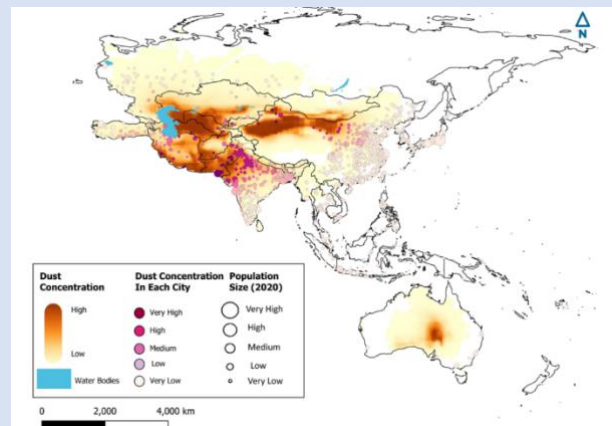 N
Dust
Concentration
High
Low
Water Bodies
Dust Concentration
In Each City
Very High
High
Medium
Low
Very Low
Population
Size (2020)
Very High
High
Medium
Low
Very Low
0 2,000 4,000 km